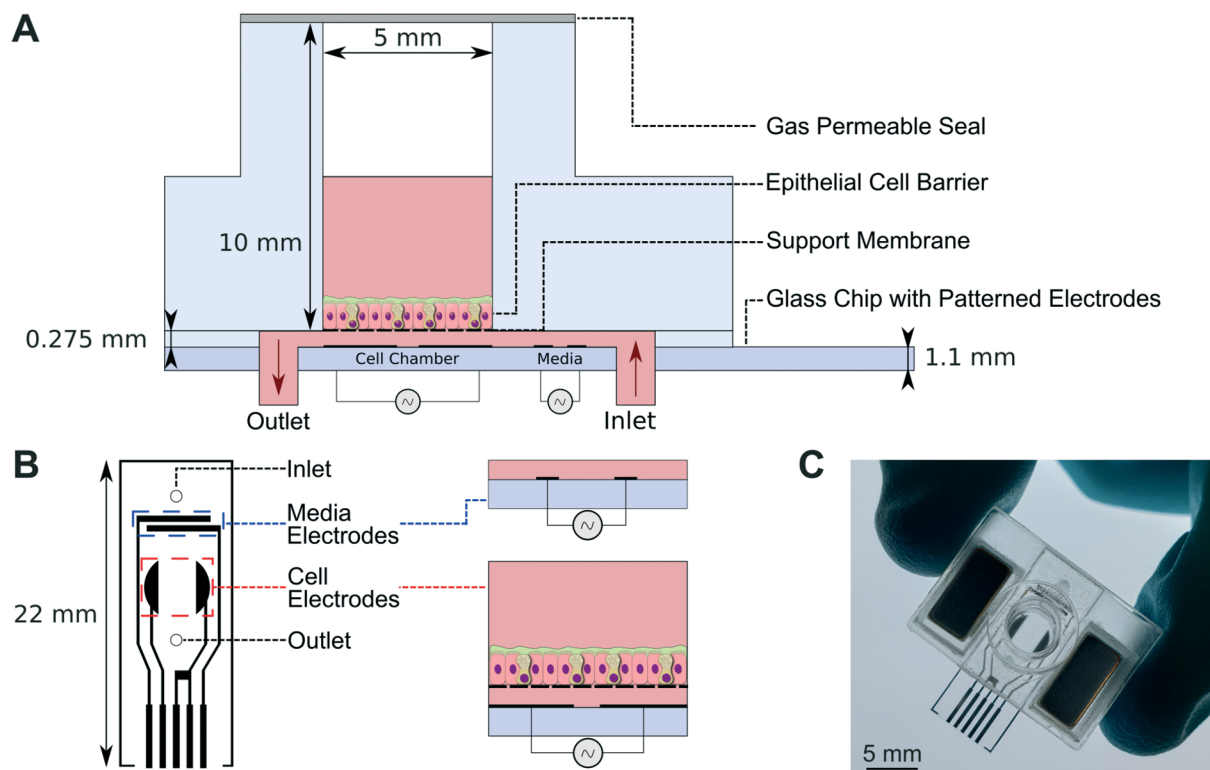 A
5 mm
Gas Permeable Seal
Epithelial Cell Barrier
10 mm
Support Membrane
Glass Chip with Patterned Electrodes
0.275 mm
Cell Chamber
Media
1.1 mm
Outlet
Inlet
B
Inlet
Media
Electrodes
Cell
Electrodes
22 mm
Outlet
C
5 mm